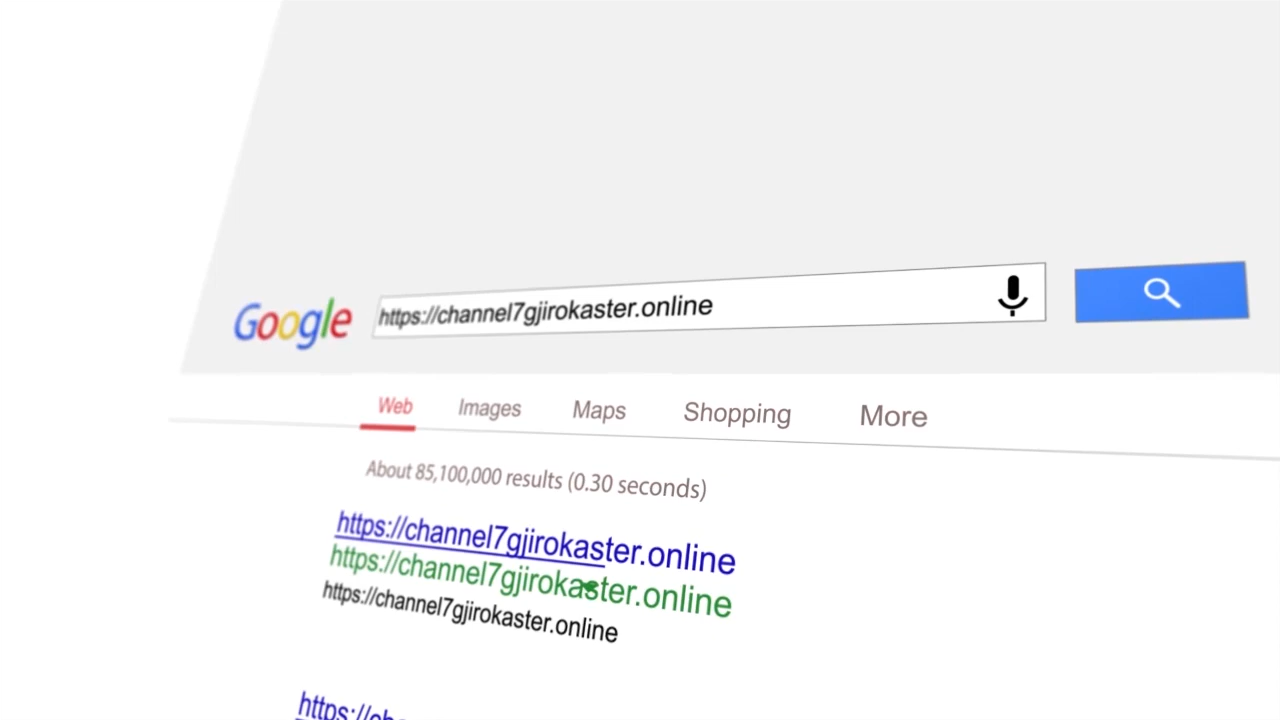 Google
https://channel7gjirokaster.online
Web Images Maps Shopping More
About 85,100,000 results (0.30 seconds)
https://channel7gjirokaster.online
https://channel7gjirokaster.online
https://channel7gjirokaster.online